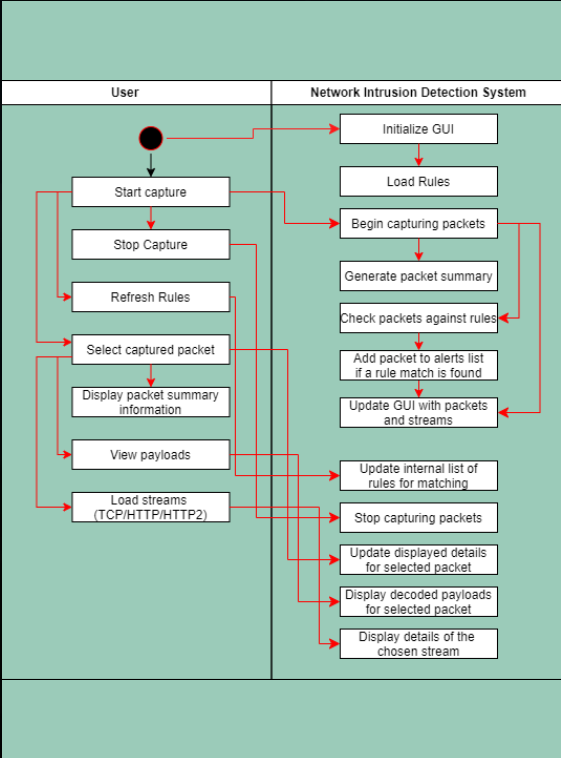 User
Network Intrusion Detection System
Initialize GUI
Load Rules
Start capture
Begin capturing packets
Stop Capture
Generate packet summary
Refresh Rules
Check packets against rules
Select captured packet
Add packet to alerts list
if a rule match is found
Display packet summary
information
Update GUI with packets
and streams
View payloads
Update internal list of
rules for matching
Load streams
(TCP/HTTP/HTTP2)
Stop capturing packets
Update displayed details
for selected packet
Display decoded payloads
for selected packet
Display details of the
chosen stream